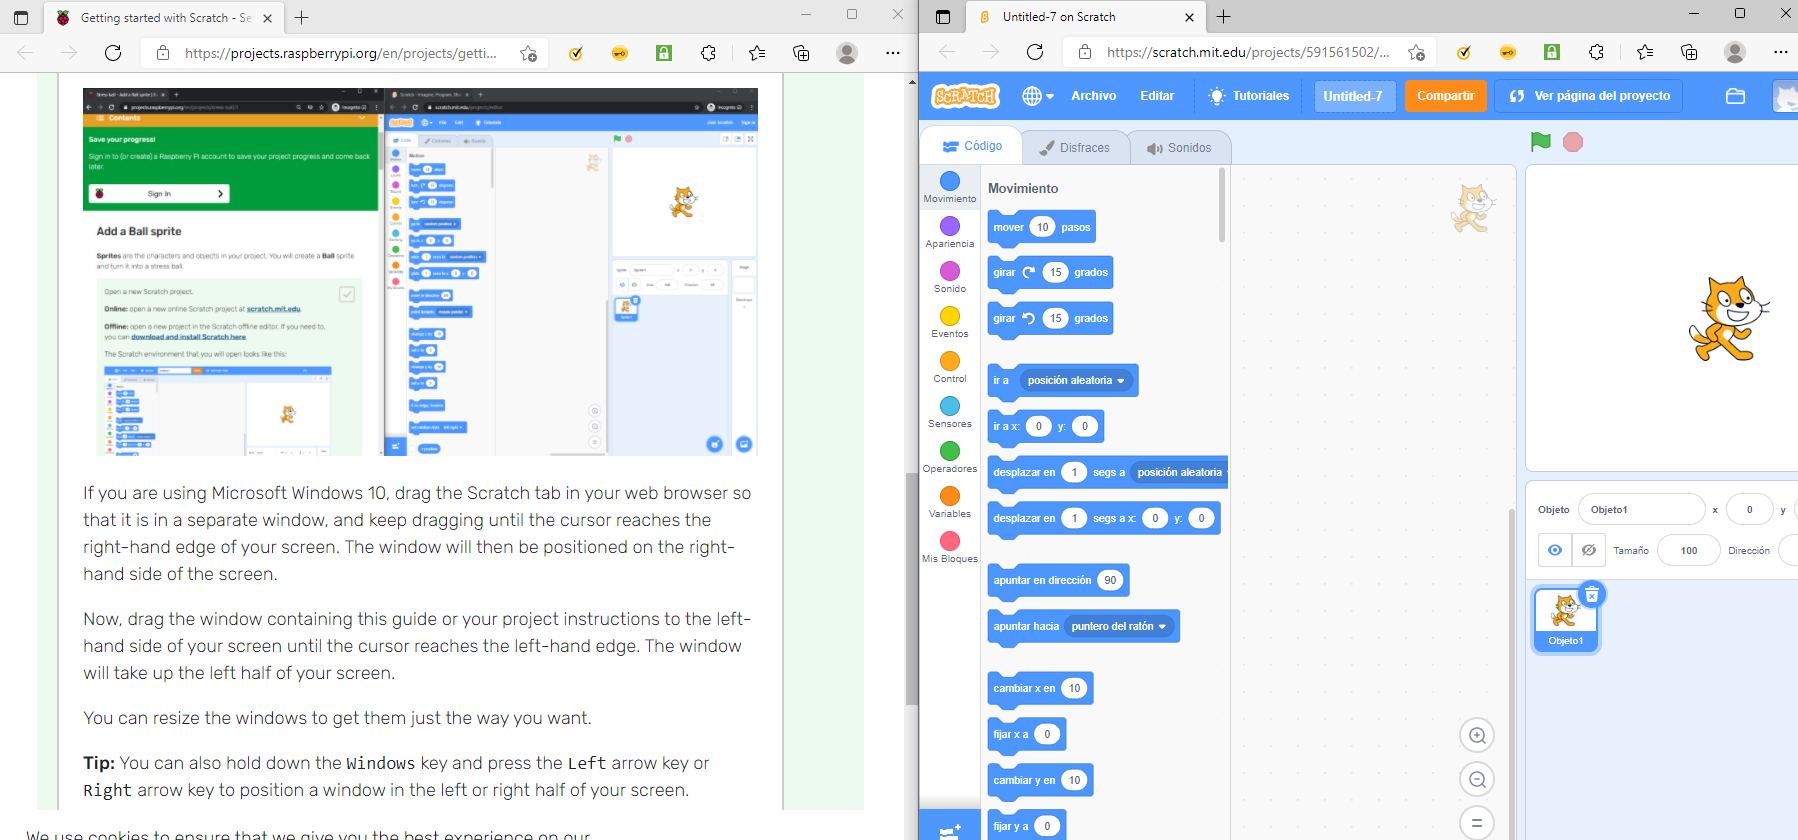 Getting started with Scratch - Se
https://projects.raspberrypi.org/en/projects/getti...
Contents
Save your progress!
Sign in to (or create) a Raspberry Pi account to save your project progress and come back
later.
Sign In
Add a Ball sprite
Sprites are the characters and objects in your project. You will create a Ball sprite
and turn it into a stress ball.
Open a new Scratch project.
Online: open a new online Scratch project at scratch.mit.edu.
Offline: open a new project in the Scratch offline editor. If you need to,
you can download and install Scratch here.
The Scratch environment that you will open looks like this:
If you are using Microsoft Windows 10, drag the Scratch tab in your web browser so
that it is in a separate window, and keep dragging until the cursor reaches the
right-hand edge of your screen. The window will then be positioned on the right-
hand side of the screen.
Now, drag the window containing this guide or your project instructions to the left-
hand side of your screen until the cursor reaches the left-hand edge. The window
will take up the left half of your screen.
You can resize the windows to get them just the way you want.
Tip: You can also hold down the Windows key and press the Left arrow key or
Right arrow key to position a window in the left or right half of your screen.
We use cookies to ensure that we give you the best experience on our
Untitled-7 on Scratch
https://scratch.mit.edu/projects/591561502/...
SCRATCH
Archivo
Editar
Tutoriales
Untitled-7
Compartir
Ver página del proyecto
Código
Disfraces
Sonidos
Movimiento
Apariencia
Sonido
Eventos
Control
Sensores
Operadores
Variables
Mis Bloques
Movimiento
mover 10 pasos
girar 15 grados
girar 15 grados
ir a posición aleatoria
ir a x: 0 y: 0
desplazar en 1 segs a posición aleatoria
desplazar en 1 segs a x: 0 y: 0
apuntar en dirección 90
apuntar hacia puntero del ratón
cambiar x en 10
fijar x a 0
cambiar y en 10
fijar y a 0
Objeto Objeto1 x 0 y
Tamaño 100 Dirección
Objeto1